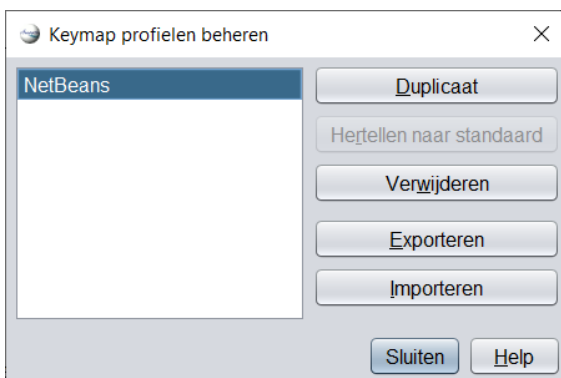 Keymap profielen beheren
NetBeans
Duplicaat
Hertellen naar standaard
Verwijderen
Exporteren
Importeren
Sluiten
Help